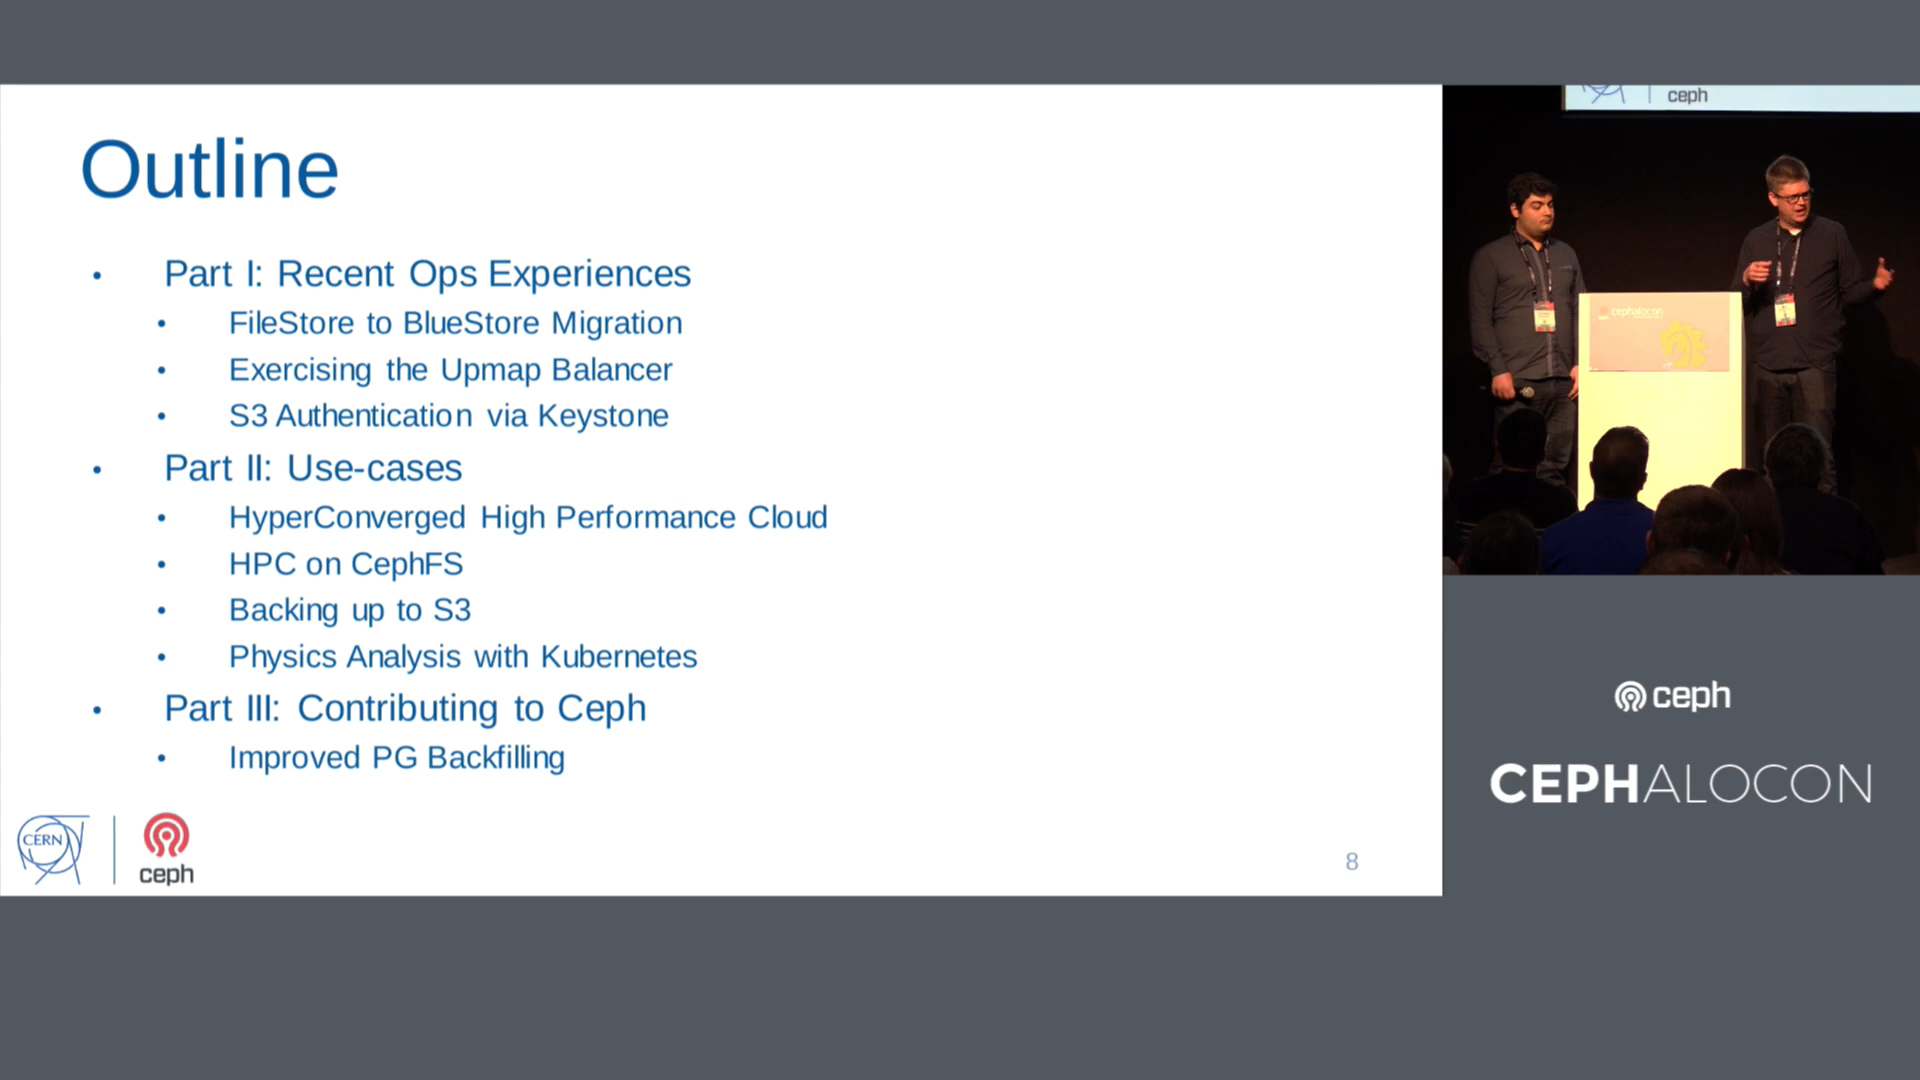 Outline
• Part I: Recent Ops Experiences
• FileStore to BlueStore Migration
• Exercising the Upmap Balancer
• S3 Authentication via Keystone
• Part II: Use-cases
• HyperConverged High Performance Cloud
• HPC on CephFS
• Backing up to S3
• Physics Analysis with Kubernetes
• Part III: Contributing to Ceph
• Improved PG Backfilling
CERN
ceph
8
ceph
cephalocon
ceph
CEPHALOCON